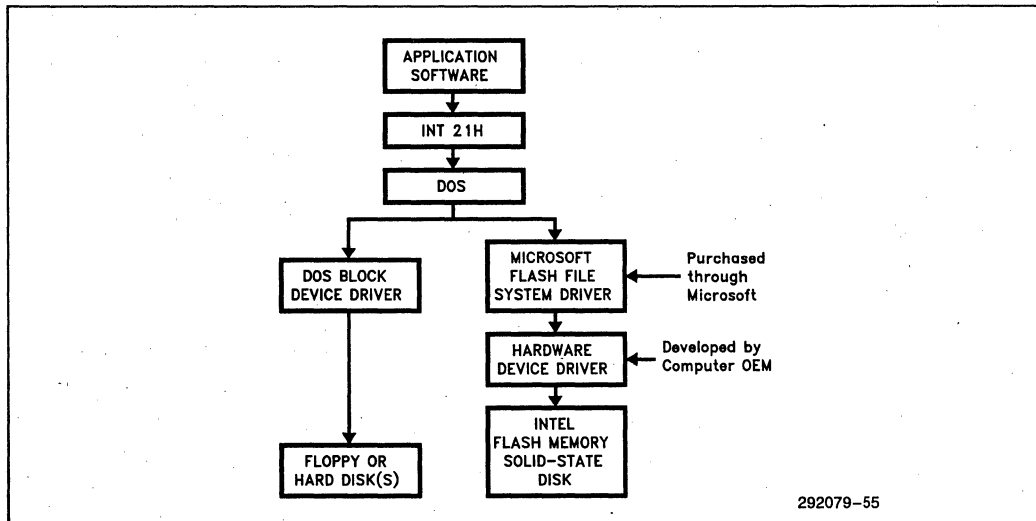 APPLICATION
SOFTWARE
INT 21H
DOS
DOS BLOCK
DEVICE DRIVER
MICROSOFT
FLASH FILE
SYSTEM DRIVER
Purchased
through
Microsoft
HARDWARE
DEVICE DRIVER
Developed by
Computer OEM
FLOPPY OR
HARD DISK(S)
INTEL
FLASH MEMORY
SOLID-STATE
DISK
292079-55